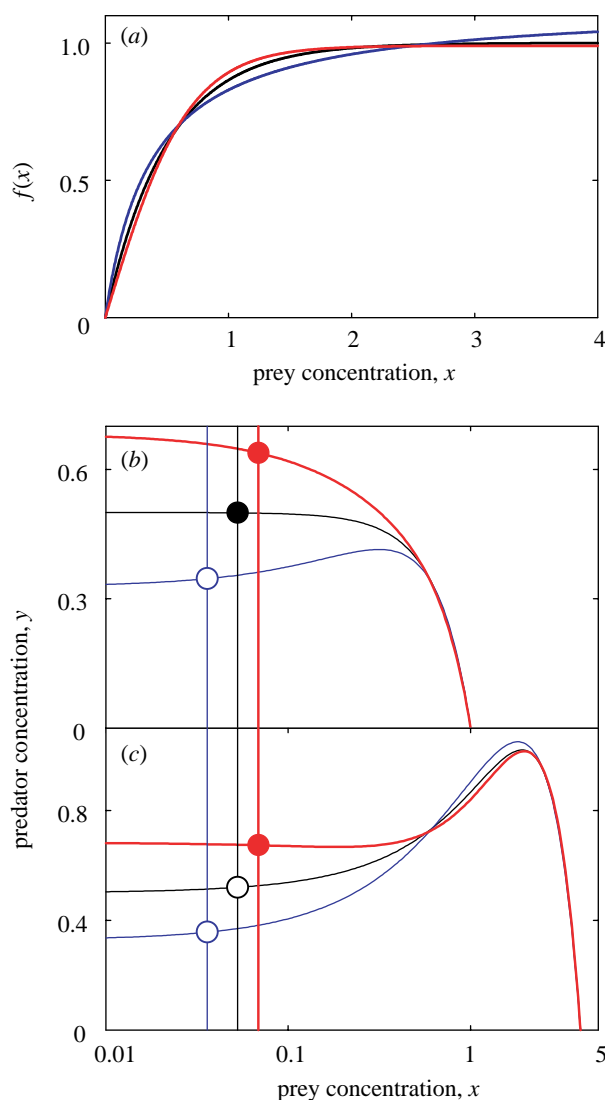 (a)
1.0
0.5
0
f(x)
1 2 3 4
prey concentration, x
(b)
0.6
0.3
0
predator concentration, y
(c)
0.8
0.4
0
0.01 0.1 1 5
prey concentration, x